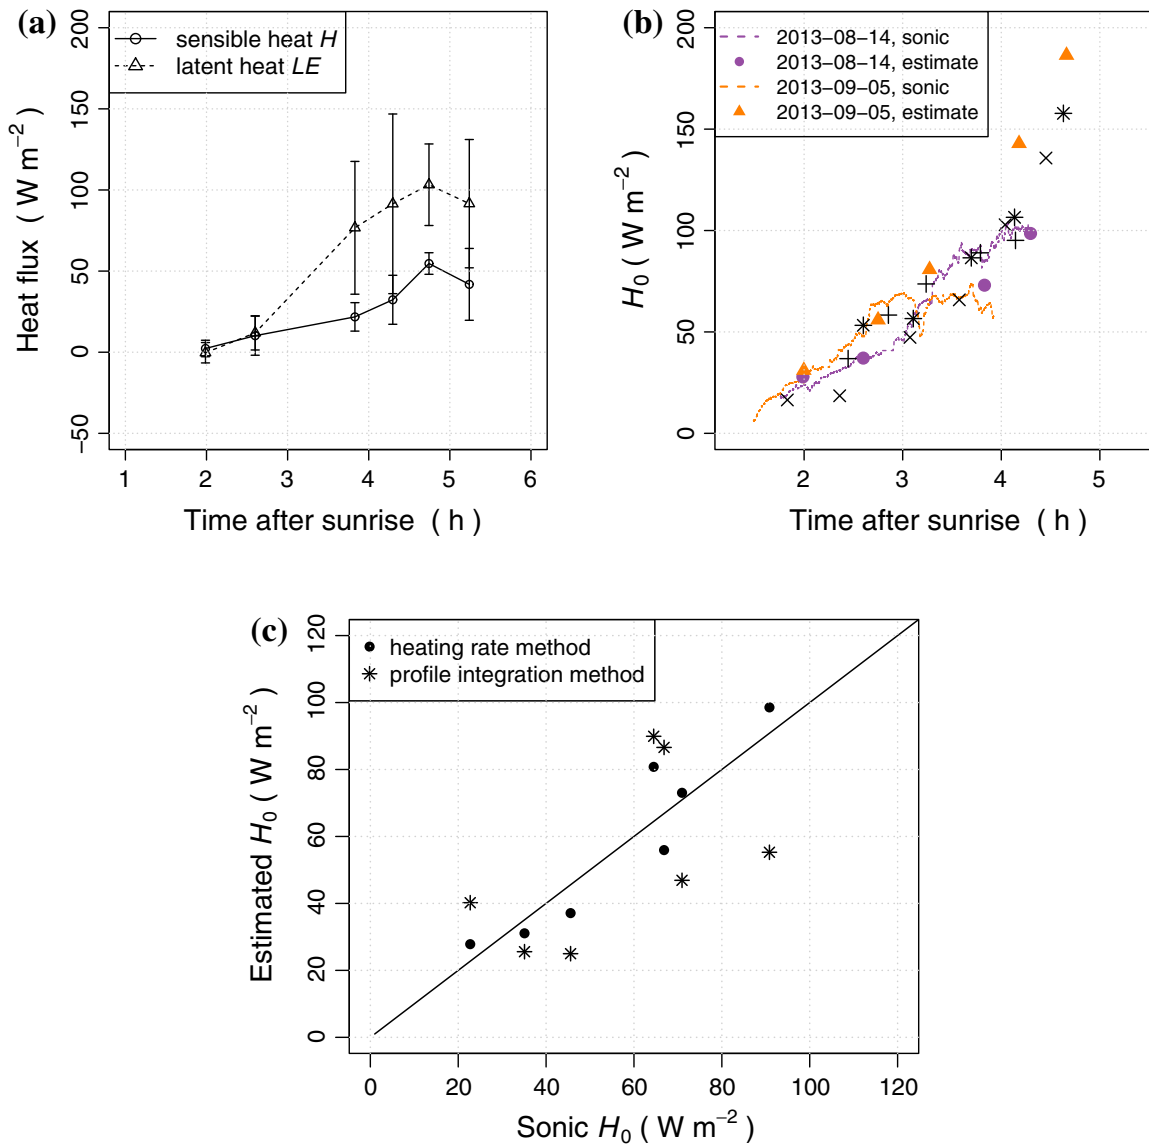 (a)
sensible heat H
latent heat LE
200
150
100
50
0
−50
Heat flux ( W m−2 )
1 2 3 4 5 6
Time after sunrise ( h )
(b)
2013−08−14, sonic
2013−08−14, estimate
2013−09−05, sonic
2013−09−05, estimate
200
150
100
50
0
H0 ( W m−2 )
2 3 4 5
Time after sunrise ( h )
(c)
heating rate method
profile integration method
120
100
80
60
40
20
0
Estimated H0 ( W m−2 )
0 20 40 60 80 100 120
Sonic H0 ( W m−2 )